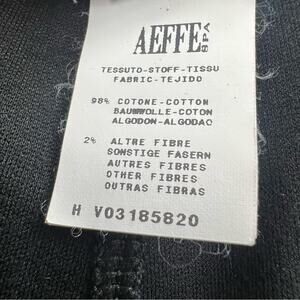 AEFFE SPA
TESSUTO-STOFF-TISSU
FABRIC-TEJIDO
98% COTONE-COTTON
BAUMWOLLE-COTON
ALGODON-ALGODAO
2% ALTRE FIBRE
SONSTIGE FASERN
AUTRES FIBRES
OTHER FIBRES
OUTRAS FIBRAS
H V03185820